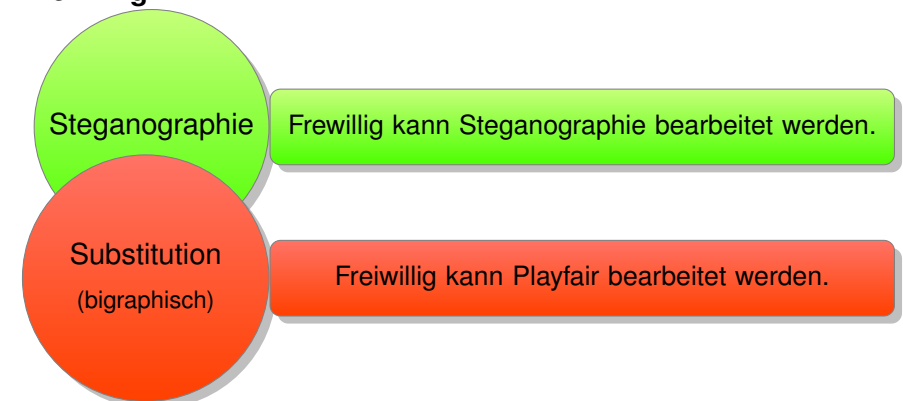 Steganographie
Frewillig kann Steganographie bearbeitet werden.
Substitution
(bigraphisch)
Freiwillig kann Playfair bearbeitet werden.